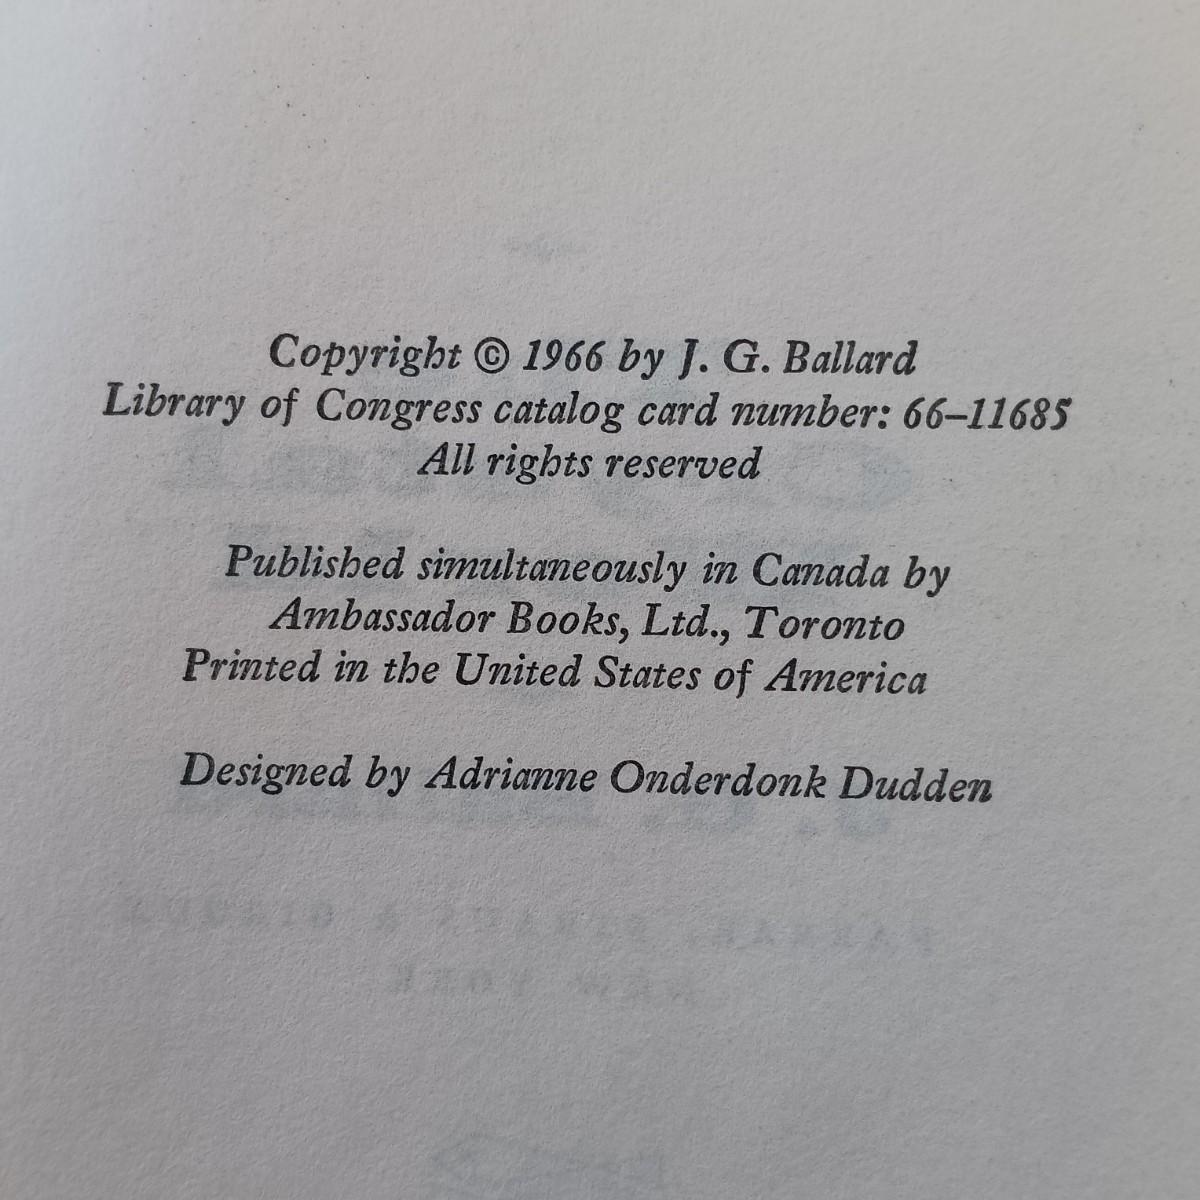 Copyright © 1966 by J. G. Ballard
Library of Congress catalog card number: 66–11685
All rights reserved
Published simultaneously in Canada by
Ambassador Books, Ltd., Toronto
Printed in the United States of America
Designed by Adrianne Onderdonk Dudden